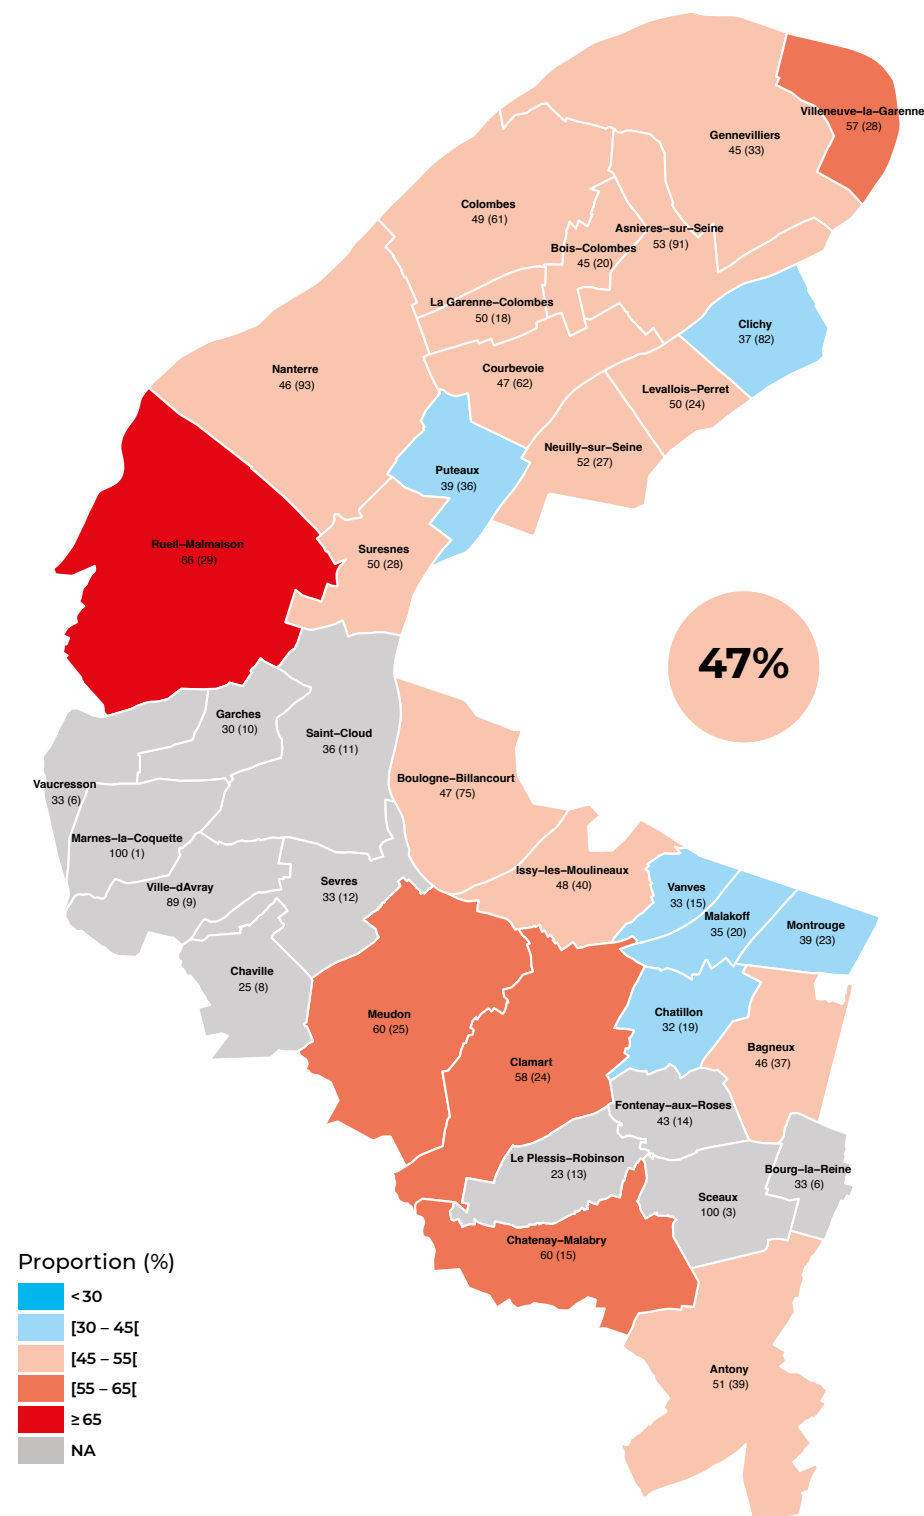 Villeneuve−la−Garenne
57 (28)
Gennevilliers
45 (33)
Colombes
49 (61)
Asnieres−sur−Seine
53 (91)
Bois−Colombes
45 (20)
La Garenne−Colombes
50 (18)
Clichy
37 (82)
Nanterre
46 (93)
Courbevoie
47 (62)
Levallois−Perret
50 (24)
Neuilly−sur−Seine
52 (27)
Puteaux
39 (36)
Rueil−Malmaison
66 (29)
Suresnes
50 (28)
47%
Garches
30 (10)
Saint−Cloud
36 (11)
Vaucresson
33 (6)
Boulogne−Billancourt
47 (75)
Marnes−la−Coquette
100 (1)
Ville−dAvray
89 (9)
Sevres
33 (12)
Issy−les−Moulineaux
48 (40)
Vanves
33 (15)
Malakoff
35 (20)
Montrouge
39 (23)
Chaville
25 (8)
Meudon
60 (25)
Chatillon
32 (19)
Bagneux
46 (37)
Clamart
58 (24)
Fontenay−aux−Roses
43 (14)
Le Plessis−Robinson
23 (13)
Bourg−la−Reine
33 (6)
Sceaux
100 (3)
Chatenay−Malabry
60 (15)
Antony
51 (39)
Proportion (%)
<30
[30 – 45[
[45 – 55[
[55 – 65[
≥ 65
NA